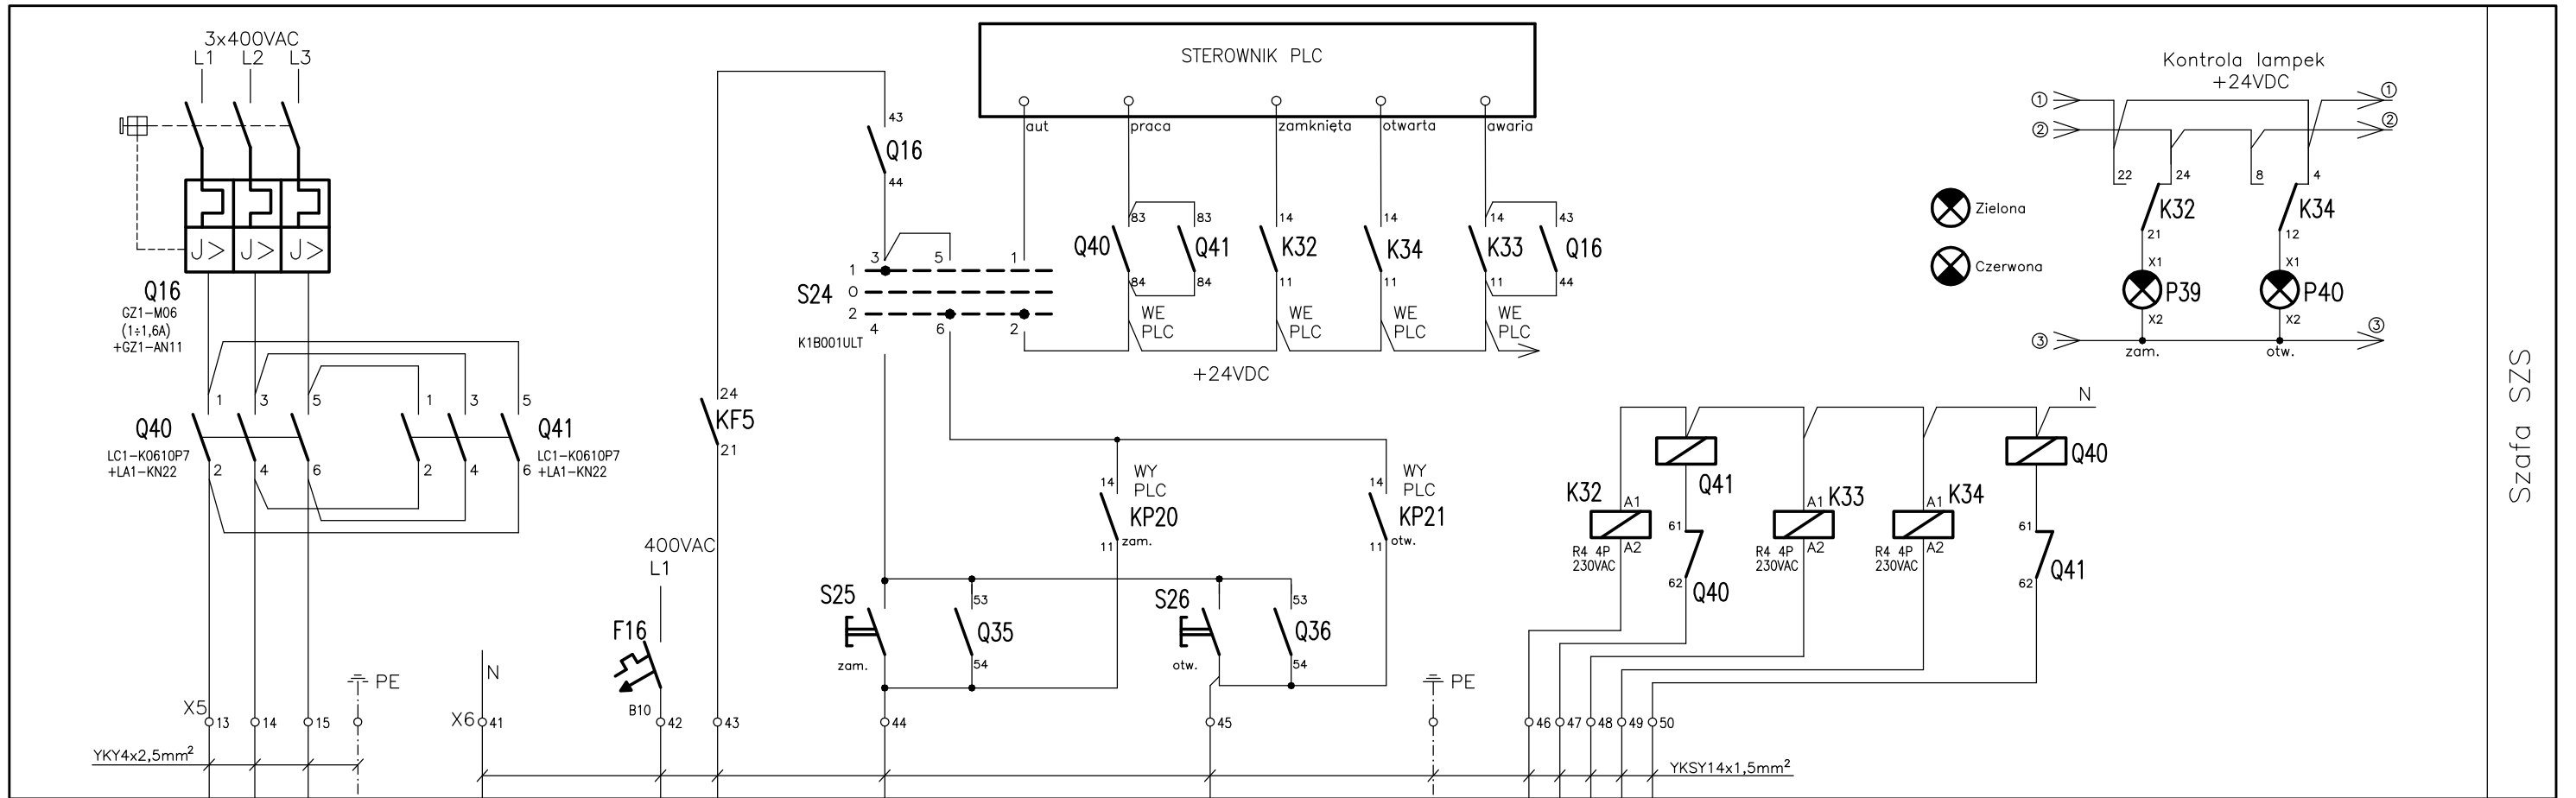 3x400VAC
L1 L2 L3
J> J> J>
Q16
GZ1-M06
(1÷1,6A)
+GZ1-AN11
1 3 5 1 3 5
Q40
LC1-K0610P7
+LA1-KN22
Q41
LC1-K0610P7
+LA1-KN22
2 4 6 2 4 6
X5 13 14 15
PE
YKY4x2,5mm²
N
X6 41
400VAC
L1
F16
B10
42
24
KF5
21
43
43
Q16
44
STEROWNIK PLC
aut praca zamknięta otwarta awaria
3 5 1
S24
1
0
2
4 6 2
K1B001ULT
83 83 14 14 14 43
Q40 Q41 K32 K34 K33 Q16
84 84 11 11 11 44
WE
PLC
WE
PLC
WE
PLC
WE
PLC
+24VDC
WY
PLC
14
KP20
11 zam.
WY
PLC
14
KP21
11 otw.
S25
zam.
53
Q35
54
S26
otw.
53
Q36
54
44
45
PE
Kontrola lampek
+24VDC
1 1
2 2
22 24 8 4
K32 K34
21 12
X1 X1
P39 P40
X2 X2
3 3
zam. otw.
Zielona
Czerwona
N
Q41
Q40
K32
A1
A2
R4 4P
230VAC
61
62
Q40
K33
A1
A2
R4 4P
230VAC
K34
A1
A2
R4 4P
230VAC
61
62
Q41
46 47 48 49 50
YKSY14x1,5mm²
Szafa SZS